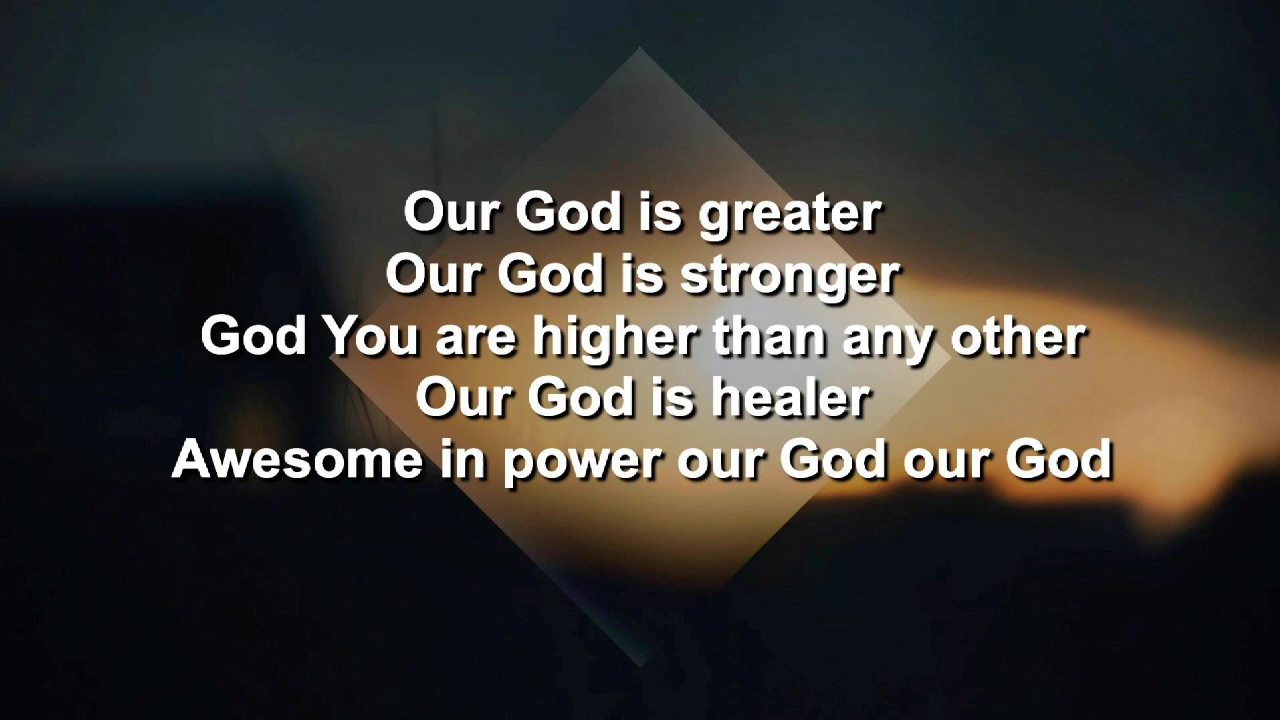 Our God is greater
Our God is stronger
God You are higher than any other
Our God is healer
Awesome in power our God our God